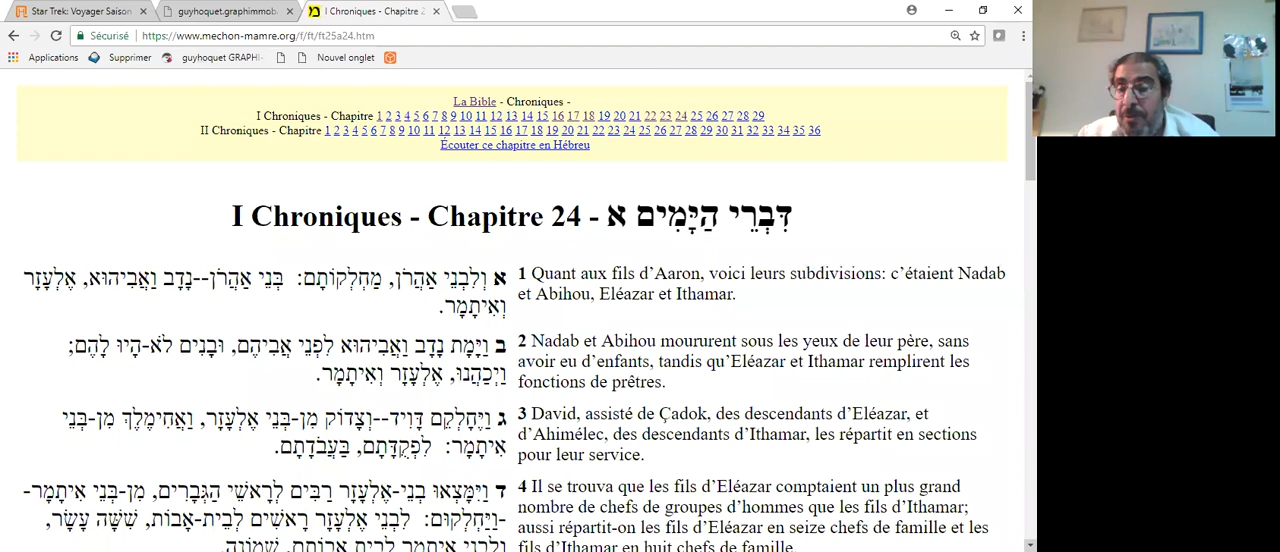 Star Trek: Voyager Saison
guyhoquet.graphimmob
I Chroniques - Chapitre 2
Sécurisé
https://www.mechon-mamre.org/f/ft/ft25a24.htm
Applications
Supprimer
guyhoquet GRAPHI-
Nouvel onglet
La Bible - Chroniques -
I Chroniques - Chapitre 1 2 3 4 5 6 7 8 9 10 11 12 13 14 15 16 17 18 19 20 21 22 23 24 25 26 27 28 29
II Chroniques - Chapitre 1 2 3 4 5 6 7 8 9 10 11 12 13 14 15 16 17 18 19 20 21 22 23 24 25 26 27 28 29 30 31 32 33 34 35 36
Écouter ce chapitre en Hébreu
I Chroniques - Chapitre 24 - דִּבְרֵי הַיָּמִים א
א וְלִבְנֵי אַהֲרֹן, מַחְלְקוֹתָם: בְּנֵי אַהֲרֹן--נָדָב וַאֲבִיהוּא, אֶלְעָזָר
וְאִיתָמָר.
1 Quant aux fils d’Aaron, voici leurs subdivisions: c’étaient Nadab
et Abihou, Eléazar et Ithamar.
ב וַיָּמָת נָדָב וַאֲבִיהוּא לִפְנֵי אֲבִיהֶם, וּבָנִים לֹא-הָיוּ לָהֶם;
וַיְכַהֲנוּ, אֶלְעָזָר וְאִיתָמָר.
2 Nadab et Abihou moururent sous les yeux de leur père, sans
avoir eu d’enfants, tandis qu’Eléazar et Ithamar remplirent les
fonctions de prêtres.
ג וַיֶּחָלְקֵם דָּוִיד--וְצָדוֹק מִן-בְּנֵי אֶלְעָזָר, וַאֲחִימֶלֶךְ מִן-בְּנֵי
אִיתָמָר: לִפְקֻדָּתָם, בַּעֲבֹדָתָם.
3 David, assisté de Çadok, des descendants d’Eléazar, et
d’Ahimélec, des descendants d’Ithamar, les répartit en sections
pour leur service.
ד וַיִּמָּצְאוּ בְנֵי-אֶלְעָזָר רַבִּים לְרָאשֵׁי הַגְּבָרִים, מִן-בְּנֵי אִיתָמָר-
-וַיַּחְלְקוּם: לִבְנֵי אֶלְעָזָר רָאשִׁים לְבֵית-אָבוֹת, שִׁשָּׁה עָשָׂר,
וְלִבְנֵי אִיתָמָר לְבֵית אֲבוֹתָם, שְׁמוֹנָה.
4 Il se trouva que les fils d’Eléazar comptaient un plus grand
nombre de chefs de groupes d’hommes que les fils d’Ithamar;
aussi répartit-on les fils d’Eléazar en seize chefs de famille et les
fils d’Ithamar en huit chefs de famille.